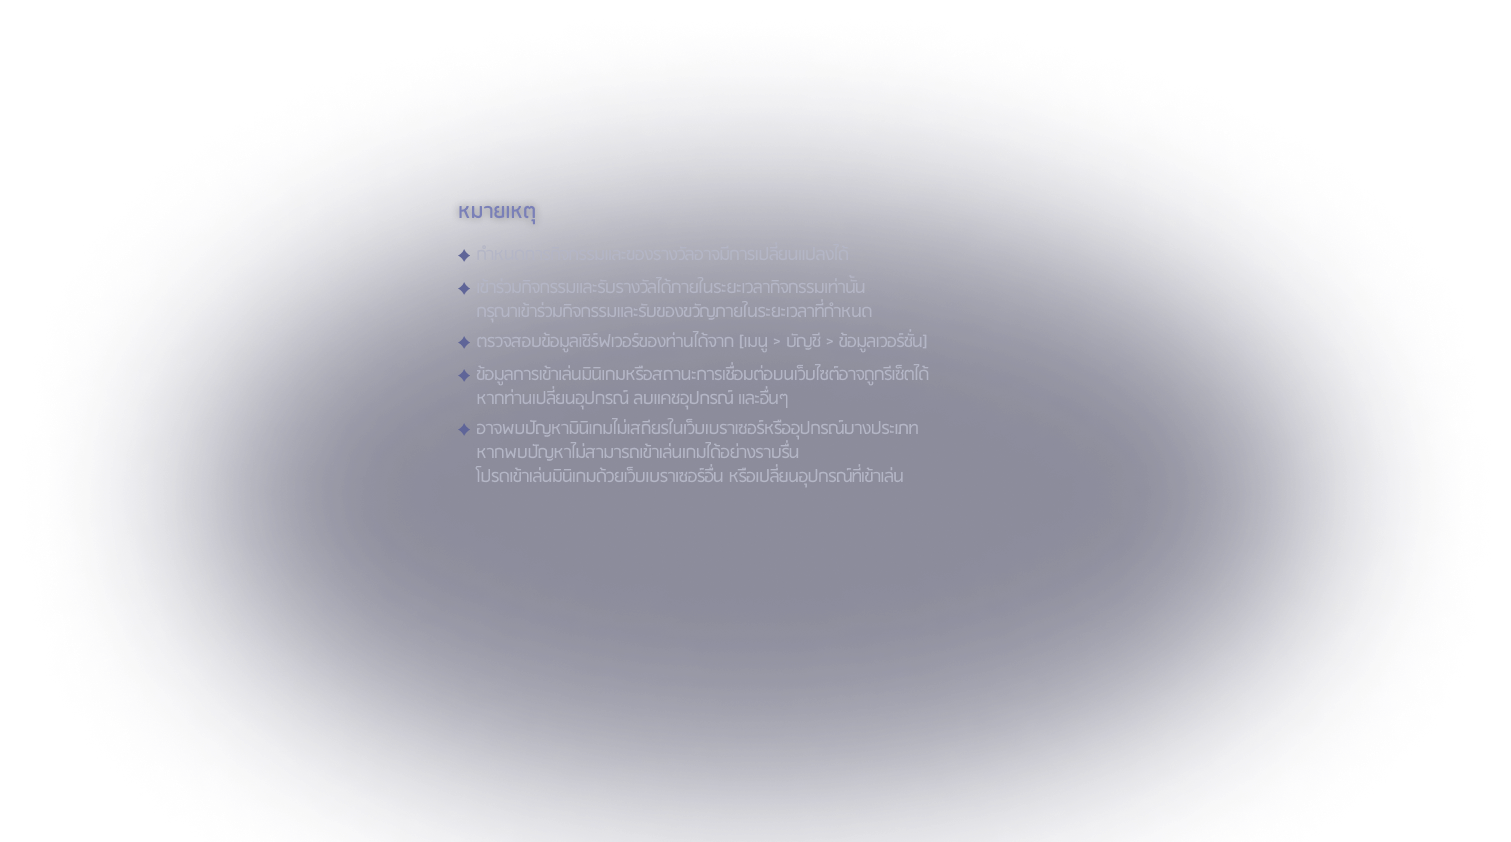 หมายเหตุ
และของรางวัลอาจมีการเปลี่ยนแปลงได้
เข้าร่วมกิจกรรมและรับรางวัลได้ภายในระยะเวลากิจกรรมเท่านั้น
กรุณาเข้าร่วมกิจกรรมและรับของขวัญภายในระยะเวลาที่กำหนด
ตรวจสอบข้อมูลเซิร์ฟเวอร์ของท่านได้จาก [เมนู > บัญชี > ข้อมูลเวอร์ชั่น]
ข้อมูลการเข้าเล่นมินิเกมหรือสถานะการเชื่อมต่อบนเว็บไซต์อาจถูกรีเซ็ตได้
หากท่านเปลี่ยนอุปกรณ์ ลบแคชอุปกรณ์ และอื่นๆ
อาจพบปัญหามินิเกมไม่เสถียรในเว็บเบราเซอร์หรืออุปกรณ์บางประเภท
หากพบปัญหาไม่สามารถเข้าเล่นเกมได้อย่างราบรื่น
โปรดเข้าเล่นมินิเกมด้วยเว็บเบราเซอร์อื่น หรือเปลี่ยนอุปกรณ์ที่เข้าเล่น